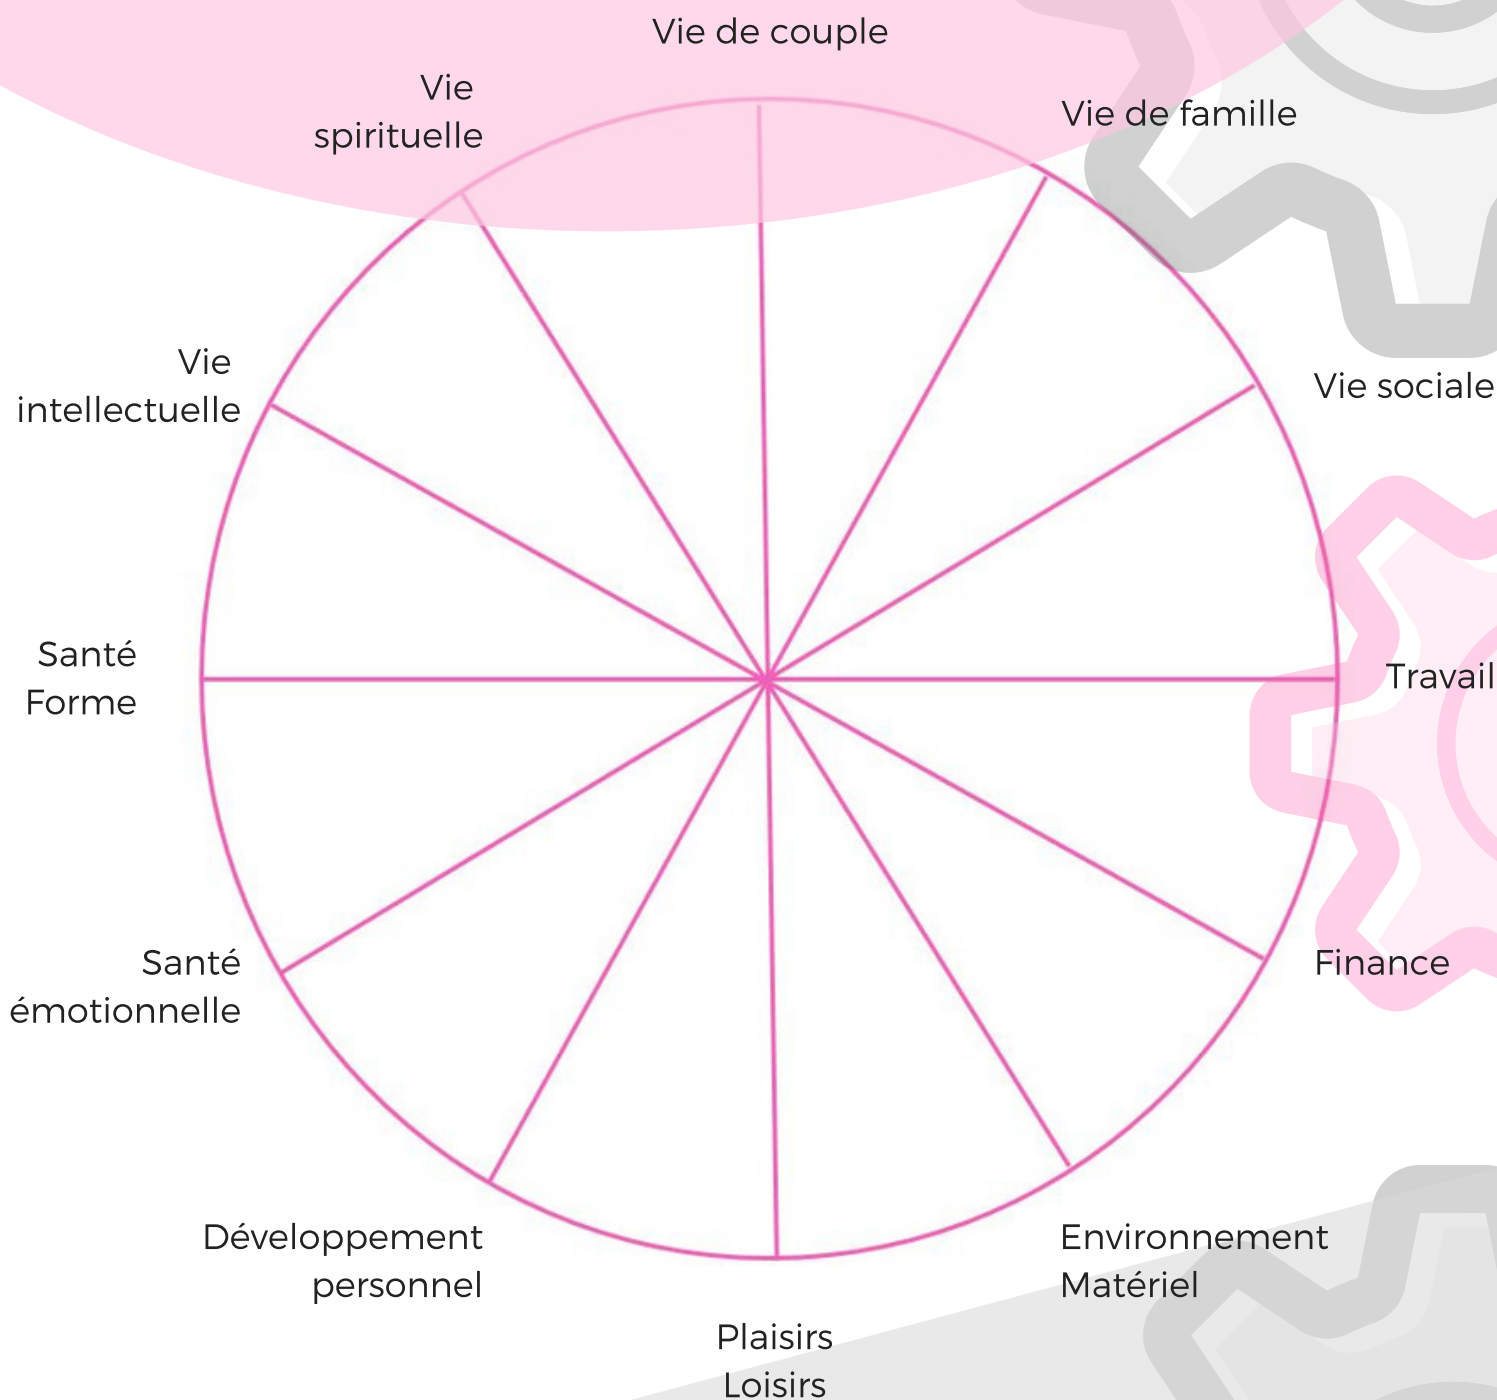 Vie de couple
Vie
spirituelle
Vie de famille
Vie
intellectuelle
Vie sociale
Santé
Forme
Travail
Santé
émotionnelle
Finance
Développement
personnel
Environnement
Matériel
Plaisirs
Loisirs